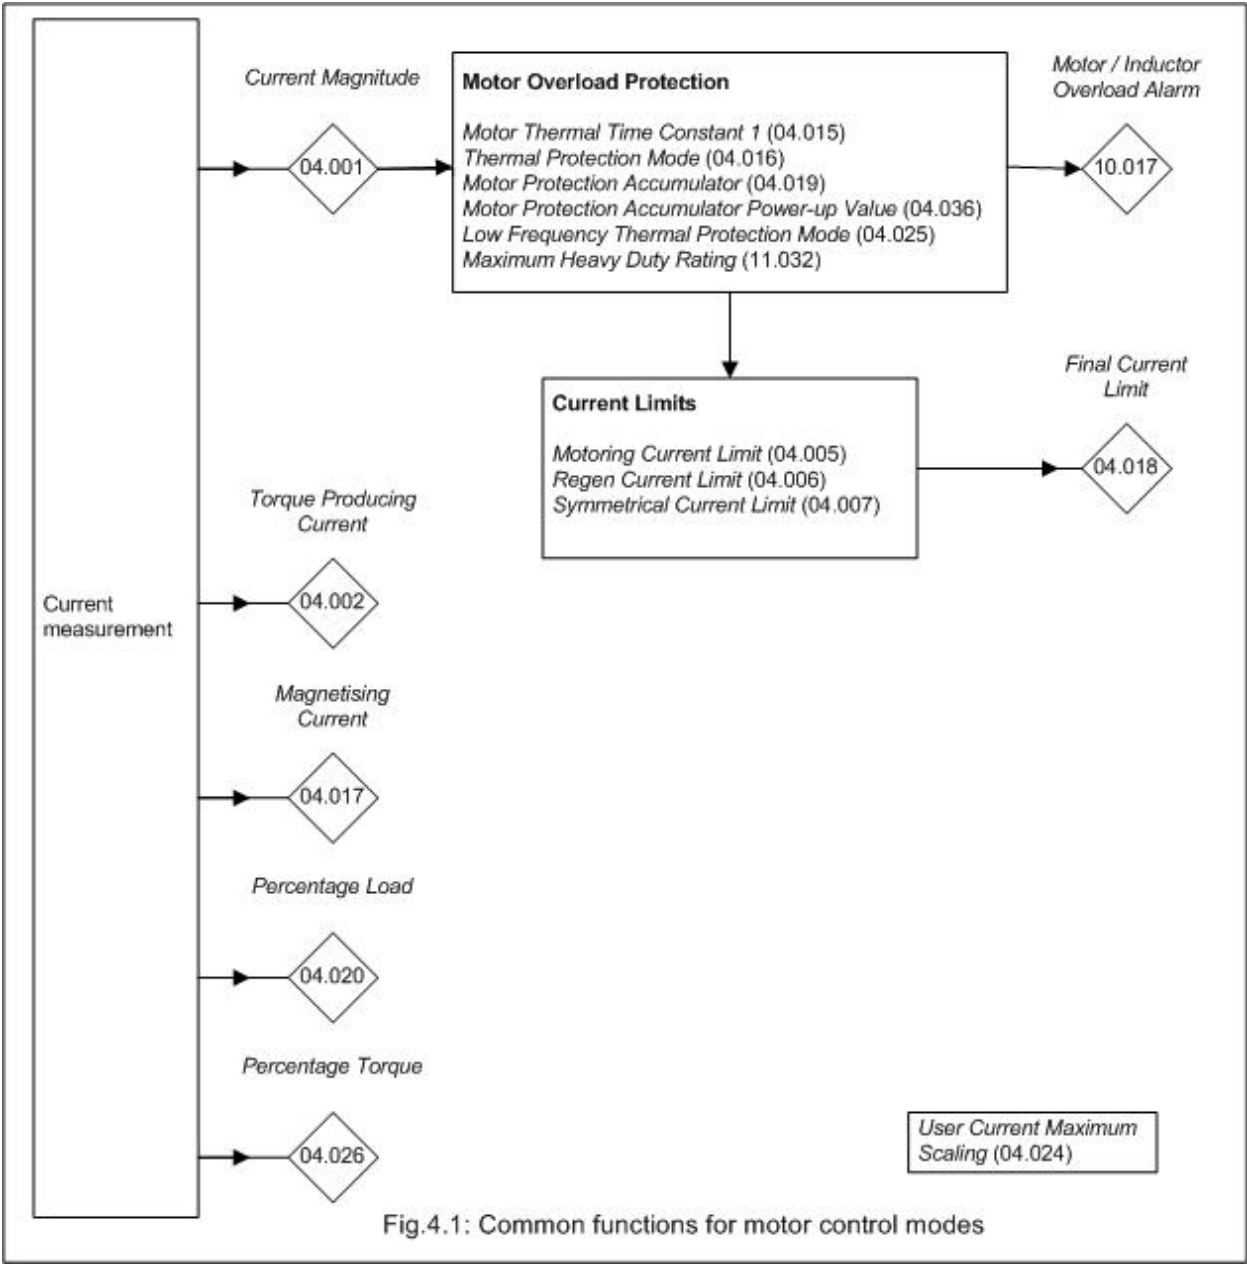 Current Magnitude
04.001
Motor Overload Protection
Motor Thermal Time Constant 1 (04.015)
Thermal Protection Mode (04.016)
Motor Protection Accumulator (04.019)
Motor Protection Accumulator Power-up Value (04.036)
Low Frequency Thermal Protection Mode (04.025)
Maximum Heavy Duty Rating (11.032)
Motor / Inductor
Overload Alarm
10.017
Current Limits
Motoring Current Limit (04.005)
Regen Current Limit (04.006)
Symmetrical Current Limit (04.007)
Final Current
Limit
04.018
Current
measurement
Torque Producing
Current
04.002
Magnetising
Current
04.017
Percentage Load
04.020
Percentage Torque
04.026
User Current Maximum
Scaling (04.024)
Fig.4.1: Common functions for motor control modes